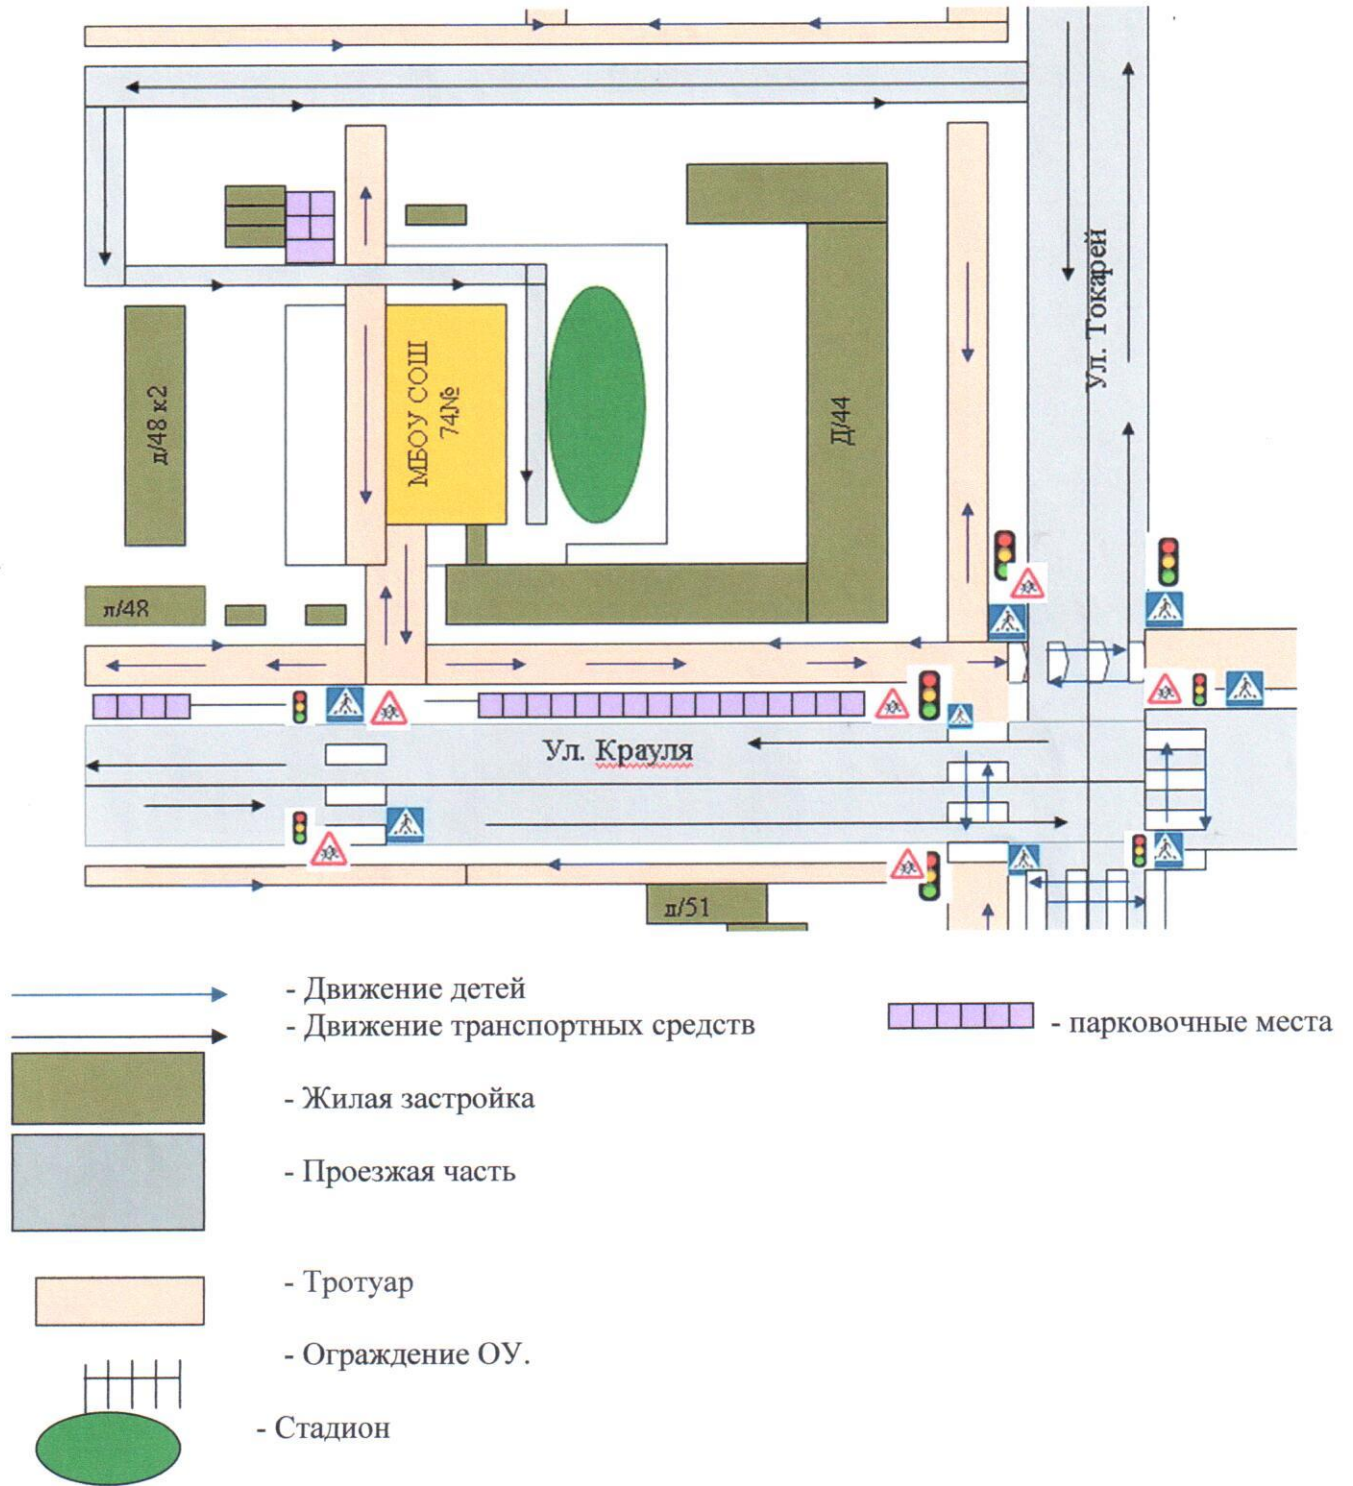 Ул. Токарей
д/48 к2
МБОУ СОШ
74№
Д/44
л/48
Ул. Крауля
д/51
- Движение детей
- Движение транспортных средств
- парковочные места
- Жилая застройка
- Проезжая часть
- Тротуар
- Ограждение ОУ.
- Стадион